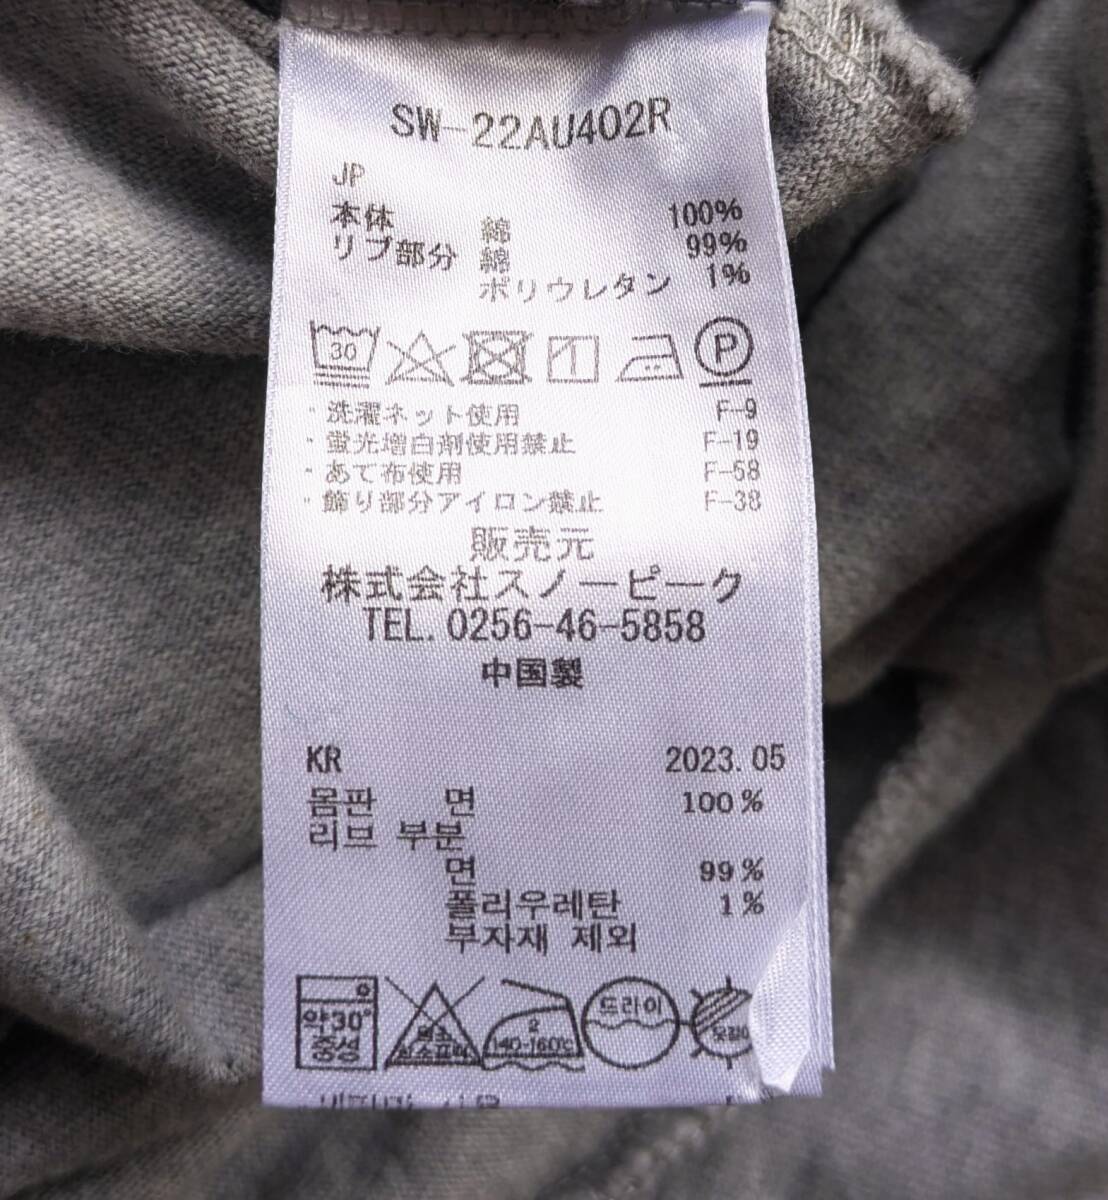 SW-22AU402R
JP
本体 綿 100%
リブ部分 綿 99%
ポリウレタン 1%
30 P
・洗濯ネット使用 F-9
・蛍光増白剤使用禁止 F-19
・あて布使用 F-58
・飾り部分アイロン禁止 F-38
販売元
株式会社スノーピーク
TEL. 0256-46-5858
中国製
KR 2023.05
몸판 면 100%
리브 부분
면 99%
폴리우레탄 1%
부자재 제외
약30° 중성 2 140-160℃ 드라이